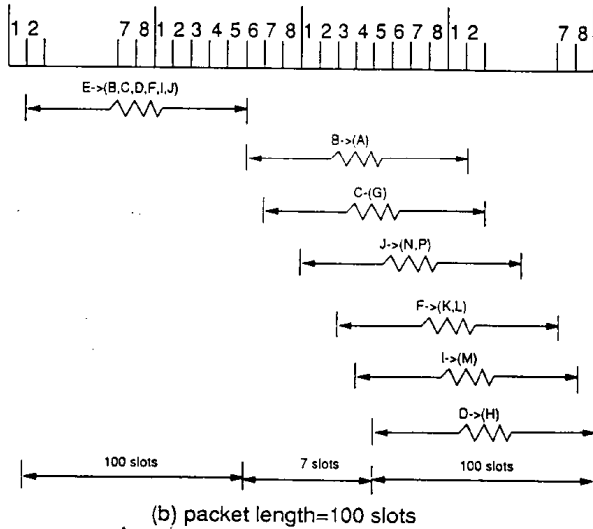 1 2 7 8 1 2 3 4 5 6 7 8 1 2 3 4 5 6 7 8 1 2 7 8
E->(B,C,D,F,I,J)
B->(A)
C-(G)
J->(N,P)
F->(K,L)
I->(M)
D->(H)
100 slots 7 slots 100 slots
(b) packet length=100 slots